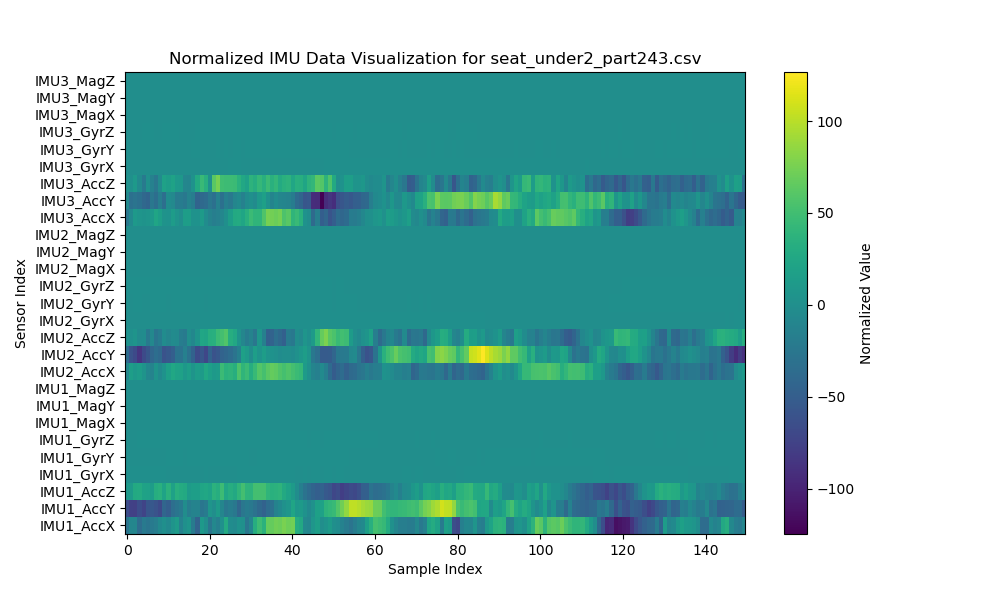 Normalized IMU Data Visualization for seat_under2_part243.csv
IMU3_MagZ
IMU3_MagY
IMU3_MagX
IMU3_GyrZ
IMU3_GyrY
IMU3_GyrX
IMU3_AccZ
IMU3_AccY
IMU3_AccX
IMU2_MagZ
IMU2_MagY
IMU2_MagX
IMU2_GyrZ
IMU2_GyrY
IMU2_GyrX
IMU2_AccZ
IMU2_AccY
IMU2_AccX
IMU1_MagZ
IMU1_MagY
IMU1_MagX
IMU1_GyrZ
IMU1_GyrY
IMU1_GyrX
IMU1_AccZ
IMU1_AccY
IMU1_AccX
Sensor Index
0 20 40 60 80 100 120 140
Sample Index
100
50
0
−50
−100
Normalized Value